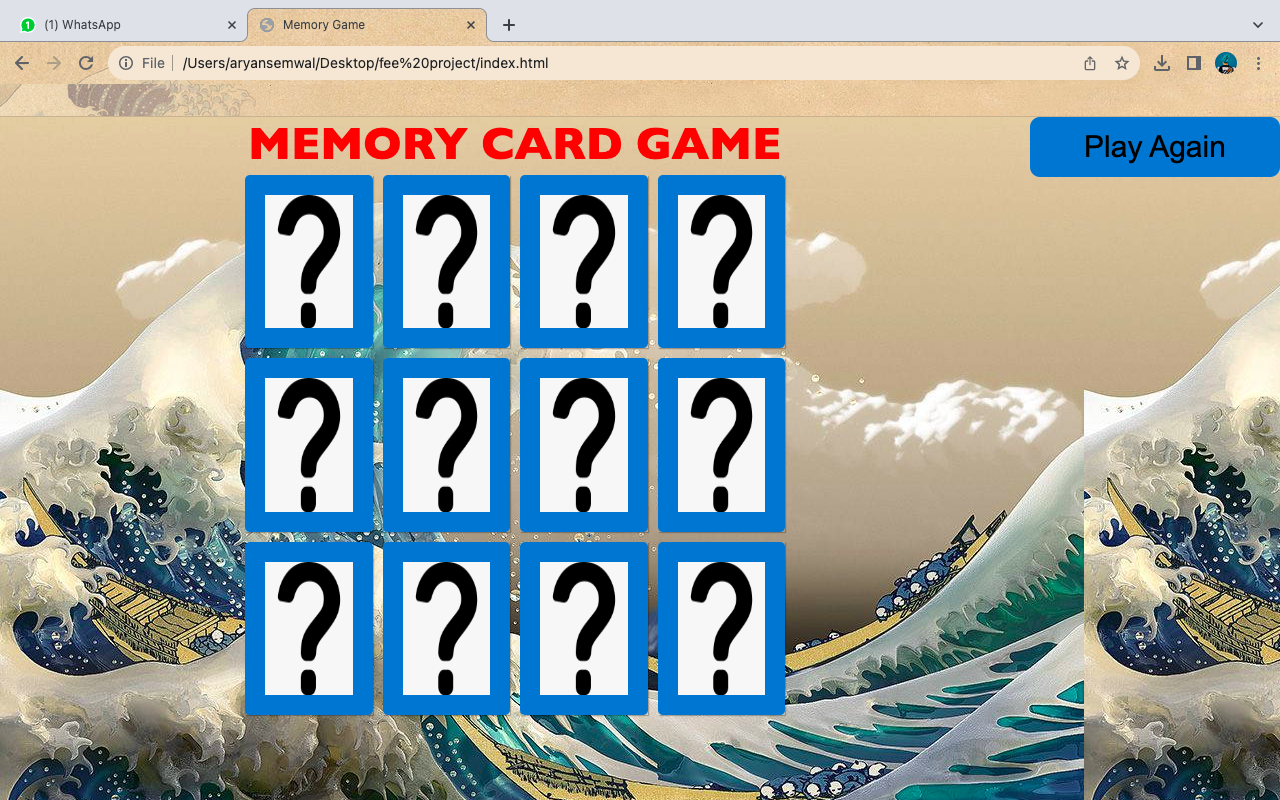 (1) WhatsApp
Memory Game
File
/Users/aryansemwal/Desktop/fee%20project/index.html
MEMORY CARD GAME
Play Again
? ? ? ?
? ? ? ?
? ? ? ?